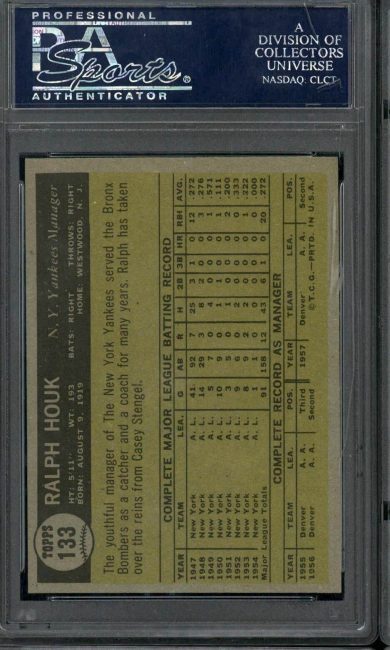 PROFESSIONAL
PSA
Sports®
AUTHENTICATOR
A
DIVISION OF
COLLECTORS
UNIVERSE
NASDAQ: CLCT
TOPPS
133
RALPH HOUK
N. Y. Yankees Manager
HT: 5'11" WT: 193 BATS: RIGHT THROWS: RIGHT
BORN: AUGUST 9, 1919 HOME: WESTWOOD, N. J.
The youthful manager of The New York Yankees served the Bronx
Bombers as a catcher and a coach for many years. Ralph has taken
over the reins from Casey Stengel.
COMPLETE MAJOR LEAGUE BATTING RECORD
YEAR TEAM LEA. G AB R H 2B 3B HR RBI AVG.
1947 New York A. L. 41 92 7 25 3 1 0 12 .272
1948 New York A. L. 14 29 3 8 2 0 0 3 .276
1949 New York A. L. 5 7 0 4 0 0 0 1 .571
1950 New York A. L. 10 9 0 1 1 0 0 1 .111
1951 New York A. L. 3 5 0 1 0 0 0 2 .200
1952 New York A. L. 9 6 0 2 0 0 0 0 .333
1953 New York A. L. 8 9 2 2 0 0 0 1 .222
1954 New York A. L. 1 1 0 0 0 0 0 0 .000
Major League Totals 91 158 12 43 6 1 0 20 .272
COMPLETE RECORD AS MANAGER
YEAR TEAM LEA. POS. YEAR TEAM LEA. POS.
1955 Denver A. A. Third 1957 Denver A. A. Second
1956 Denver A. A. Second © T. C. G.—PRTD. IN U. S. A.